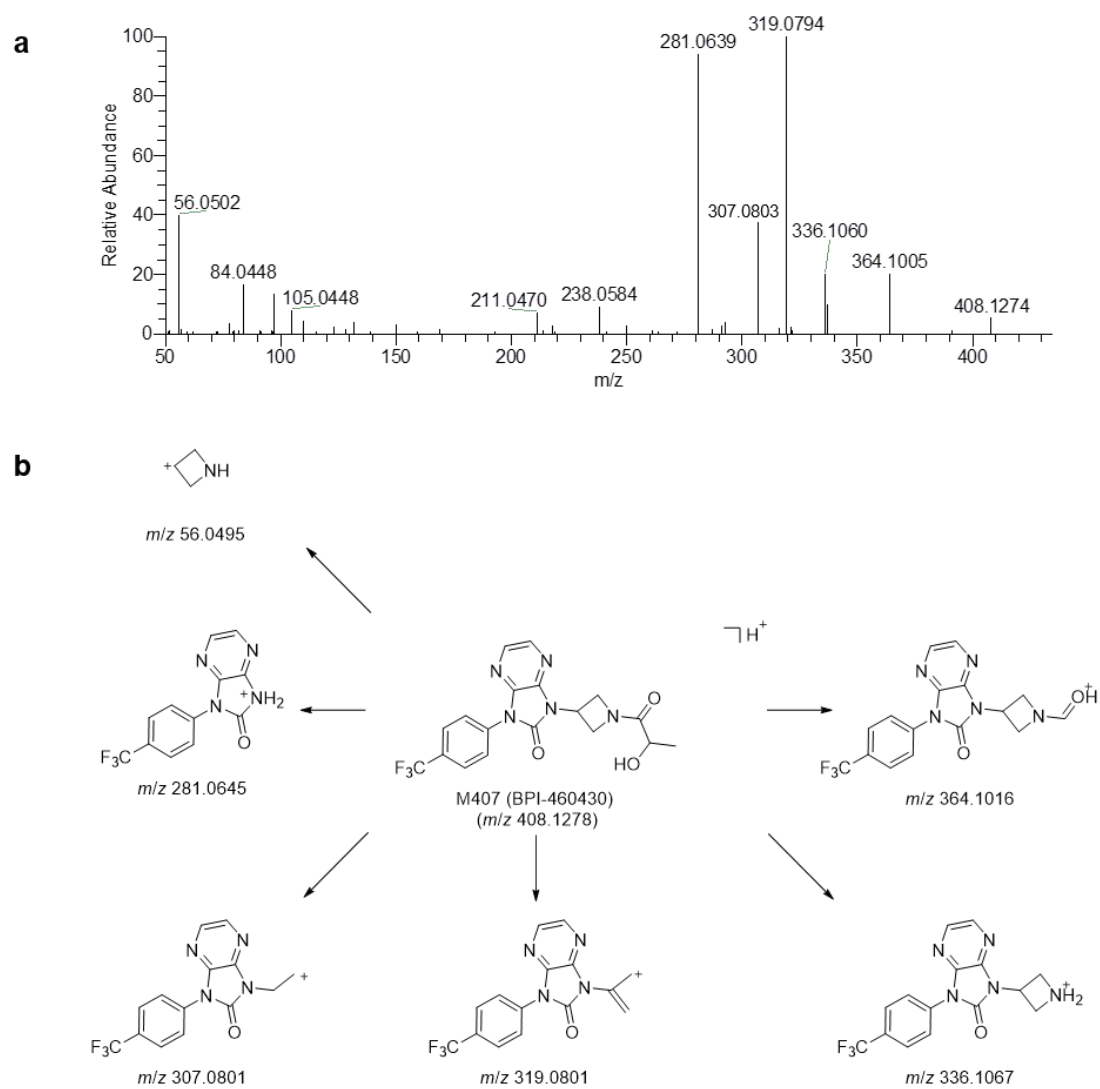 a
Relative Abundance
100
80
60
40
20
0
56.0502
84.0448
105.0448
211.0470
238.0584
281.0639
307.0803
319.0794
336.1060
364.1005
408.1274
50 100 150 200 250 300 350 400
m/z
b
+ NH
m/z 56.0495
N N
N + NH2
O
F3C
m/z 281.0645
N N
N N N O
O
HO
F3C
M407 (BPI-460430)
(m/z 408.1278)
H+
N N
N N N OH+
O
F3C
m/z 364.1016
N N
N N +
O
F3C
m/z 307.0801
N N
N N +
O
F3C
m/z 319.0801
N N
N N NH2+
O
F3C
m/z 336.1067